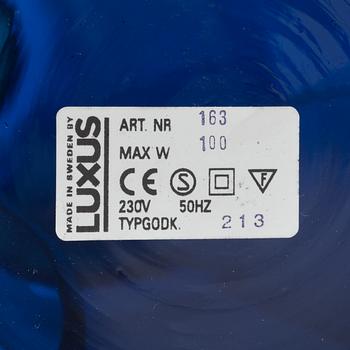 MADE IN SWEDEN BY
LUXUS
ART. NR 163
MAX W 100
CE S F
230V 50HZ
TYPGODK. 213